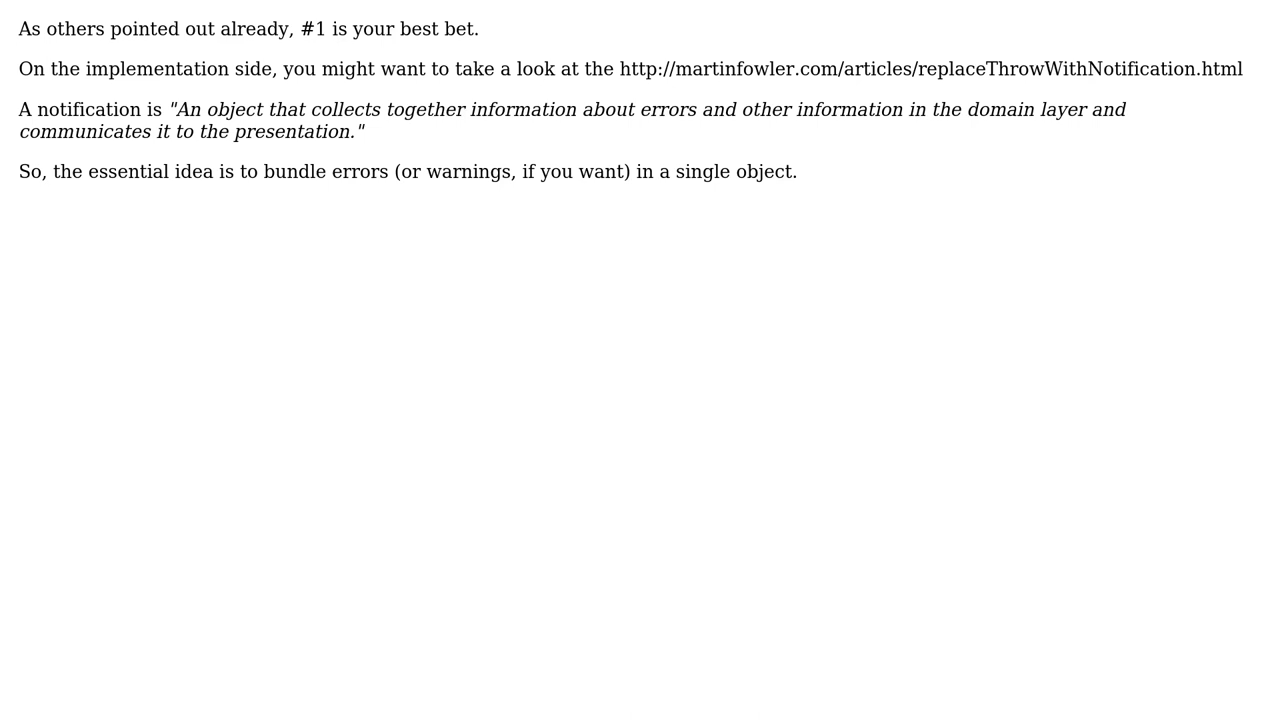 As others pointed out already, #1 is your best bet.
On the implementation side, you might want to take a look at the http://martinfowler.com/articles/replaceThrowWithNotification.html
A notification is "An object that collects together information about errors and other information in the domain layer and
communicates it to the presentation."
So, the essential idea is to bundle errors (or warnings, if you want) in a single object.